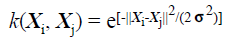 k(Xᵢ, Xⱼ) = e^[-||Xᵢ-Xⱼ||²/(2 σ²)]